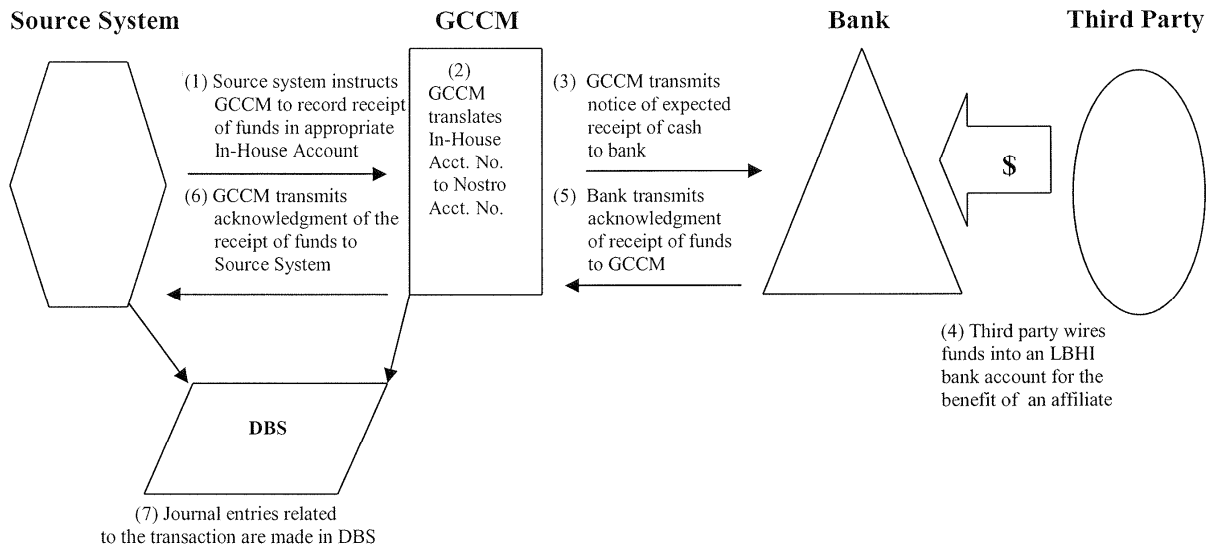 Source System
GCCM
Bank
Third Party
(1) Source system instructs
GCCM to record receipt
of funds in appropriate
In-House Account
(2)
GCCM
translates
In-House
Acct. No.
to Nostro
Acct. No.
(3) GCCM transmits
notice of expected
receipt of cash
to bank
$
(6) GCCM transmits
acknowledgment of the
receipt of funds to
Source System
(5) Bank transmits
acknowledgment
of receipt of funds
to GCCM
(4) Third party wires
funds into an LBHI
bank account for the
benefit of an affiliate
DBS
(7) Journal entries related
to the transaction are made in DBS